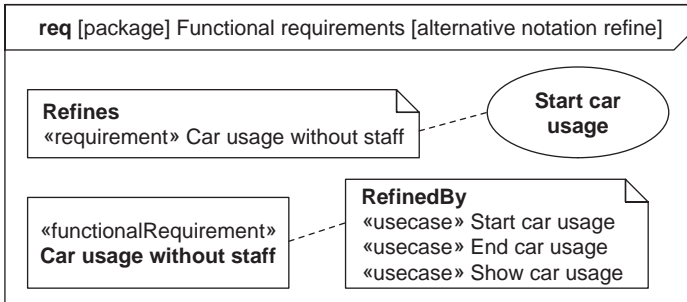 req [package] Functional requirements [alternative notation refine]
Refines
«requirement» Car usage without staff
Start car
usage
«functionalRequirement»
Car usage without staff
RefinedBy
«usecase» Start car usage
«usecase» End car usage
«usecase» Show car usage